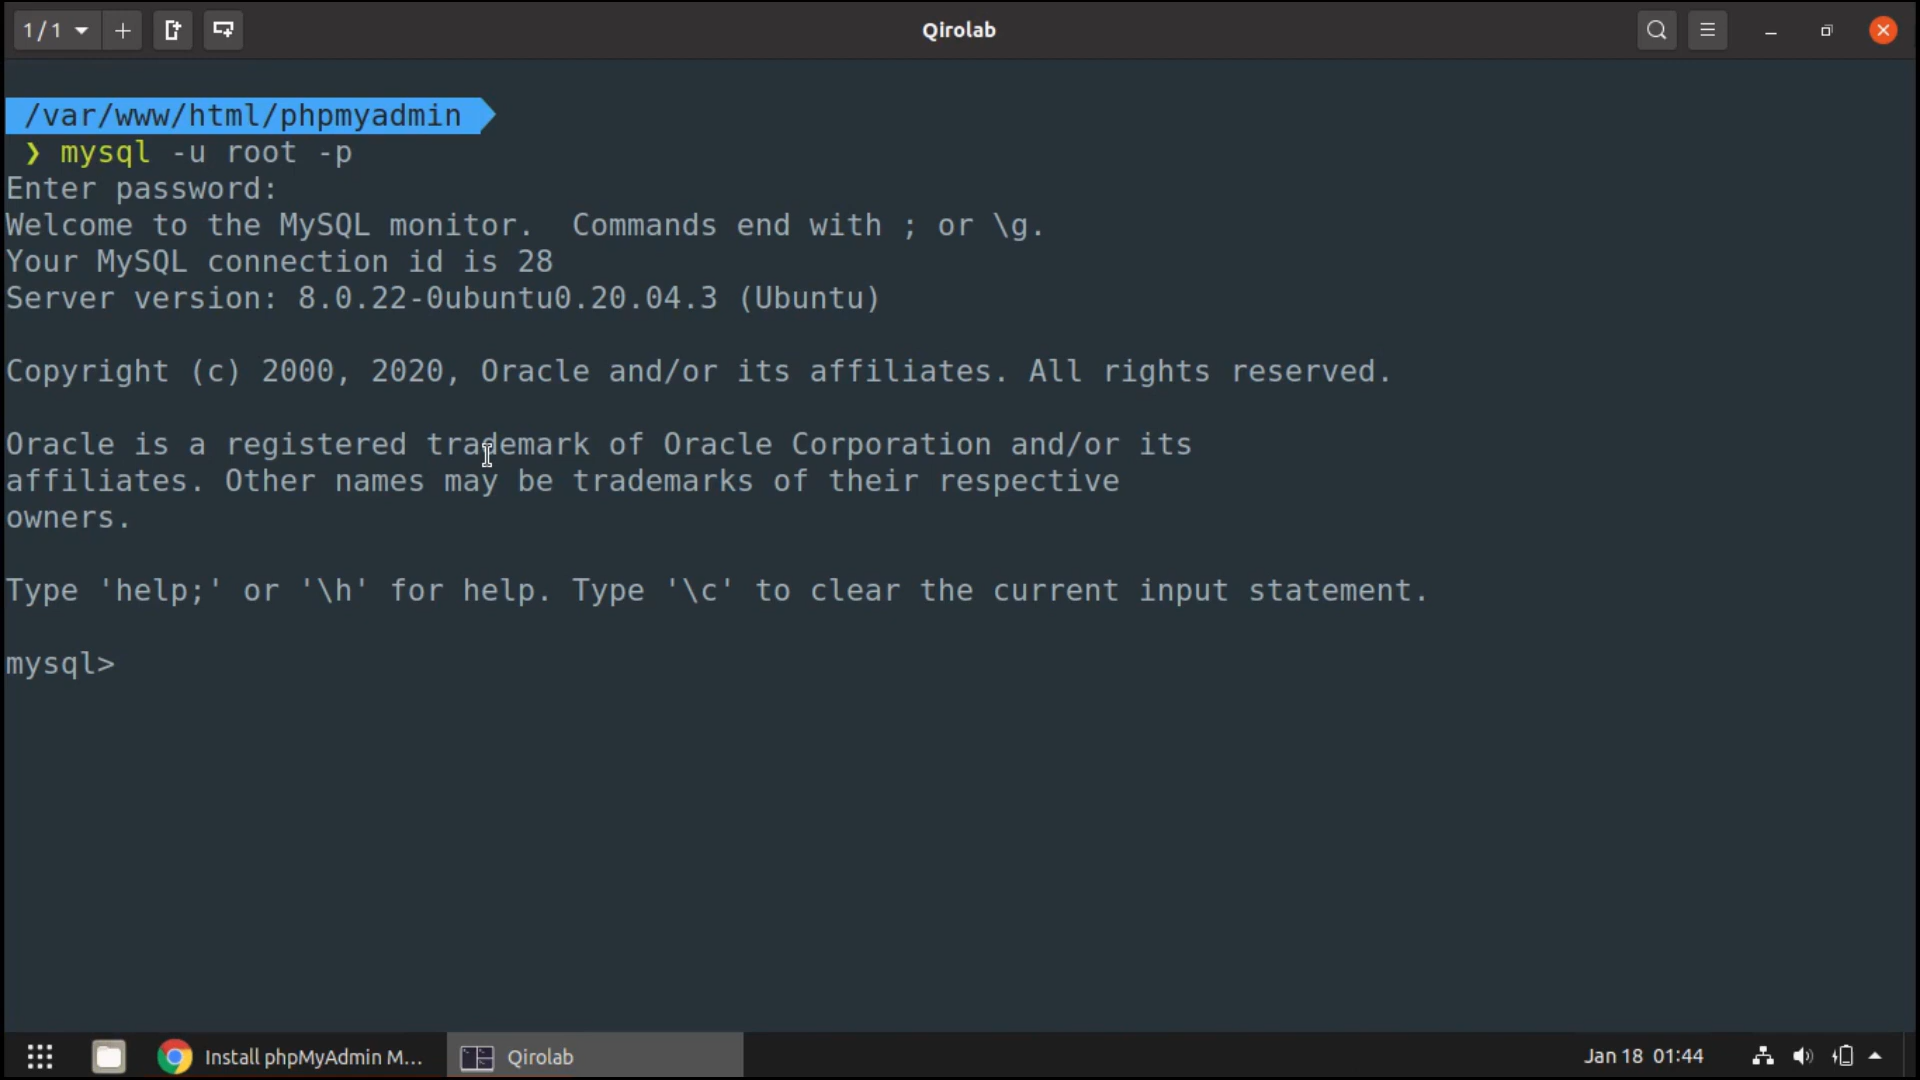 1 / 1
Qirolab
/var/www/html/phpmyadmin
❯ mysql -u root -p
Enter password:
Welcome to the MySQL monitor.  Commands end with ; or \g.
Your MySQL connection id is 28
Server version: 8.0.22-0ubuntu0.20.04.3 (Ubuntu)
Copyright (c) 2000, 2020, Oracle and/or its affiliates. All rights reserved.
Oracle is a registered trademark of Oracle Corporation and/or its
affiliates. Other names may be trademarks of their respective
owners.
Type 'help;' or '\h' for help. Type '\c' to clear the current input statement.
mysql>
Install phpMyAdmin M...
Qirolab
Jan 18 01:44